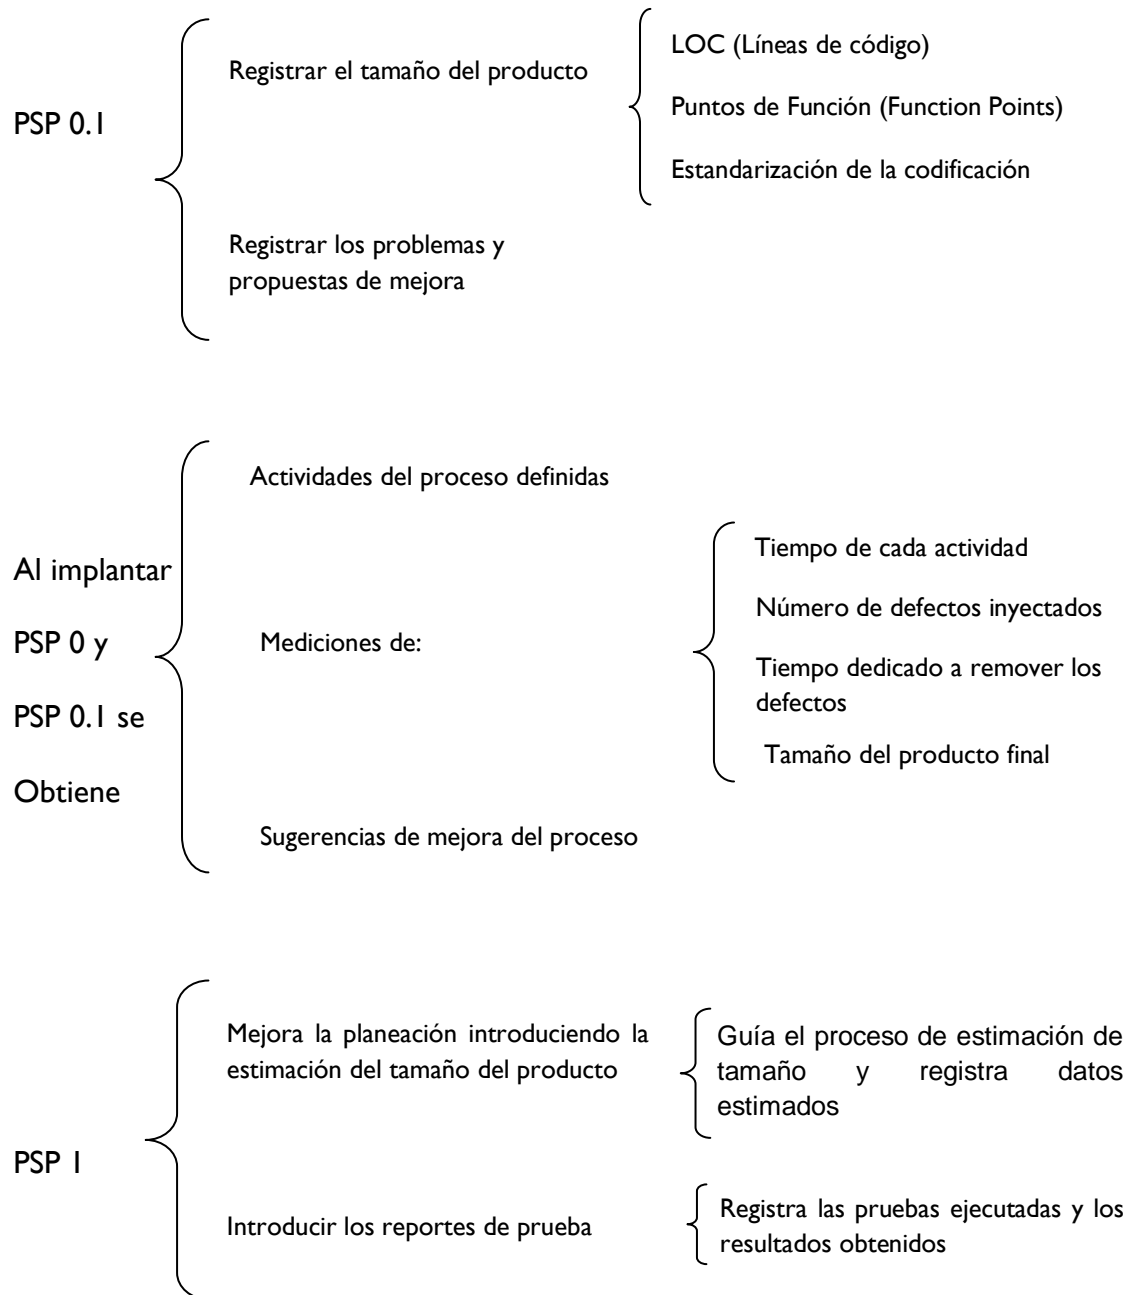 PSP 0.1
Registrar el tamaño del producto
LOC (Líneas de código)
Puntos de Función (Function Points)
Estandarización de la codificación
Registrar los problemas y
propuestas de mejora
Al implantar
PSP 0 y
PSP 0.1 se
Obtiene
Actividades del proceso definidas
Mediciones de:
Tiempo de cada actividad
Número de defectos inyectados
Tiempo dedicado a remover los
defectos
Tamaño del producto final
Sugerencias de mejora del proceso
PSP 1
Mejora la planeación introduciendo la
estimación del tamaño del producto
Guía el proceso de estimación de
tamaño y registra datos
estimados
Introducir los reportes de prueba
Registra las pruebas ejecutadas y los
resultados obtenidos